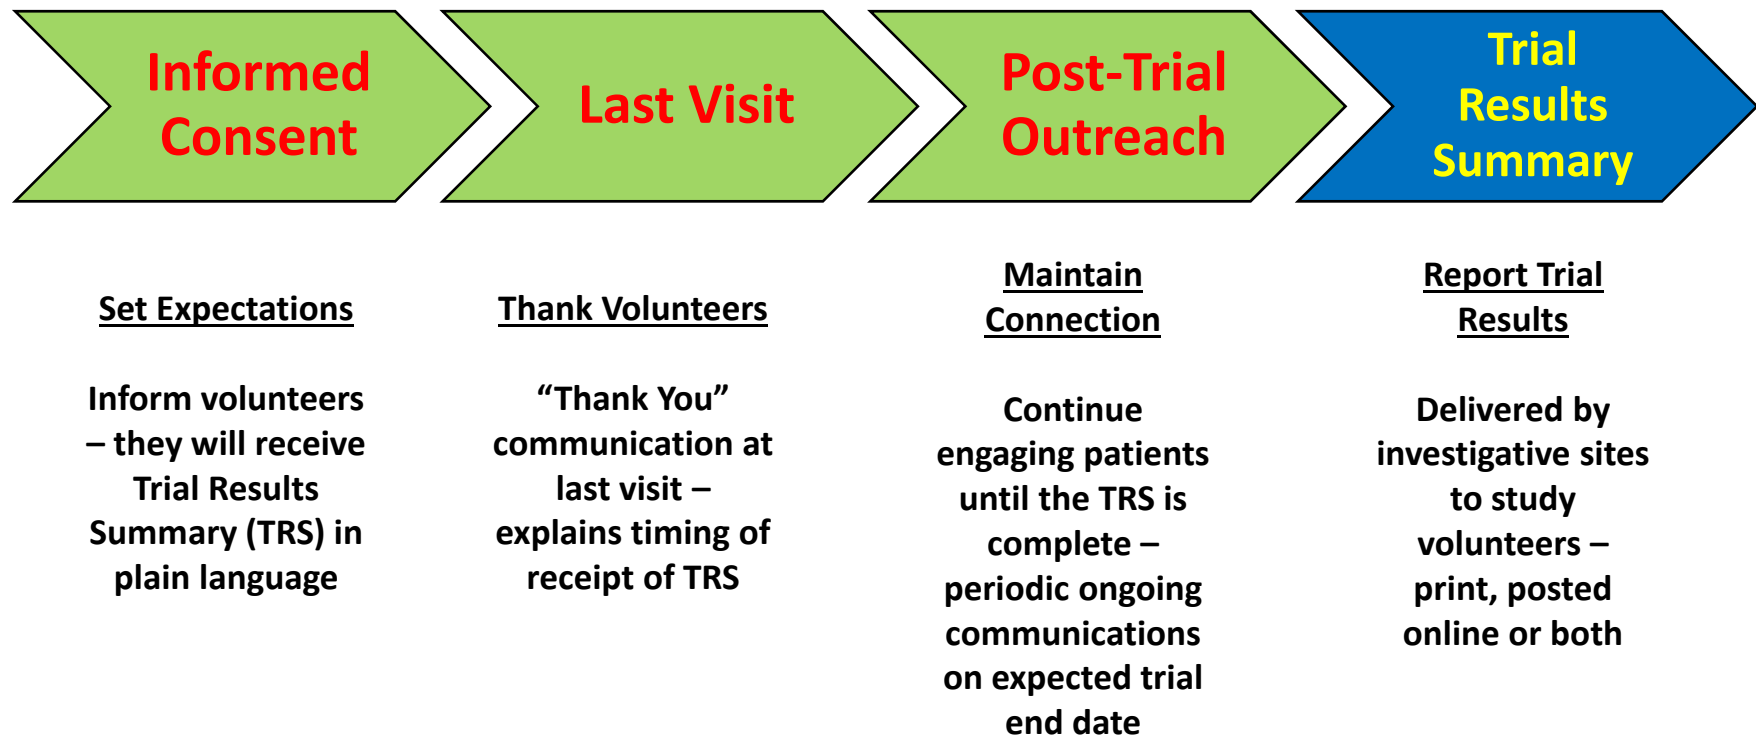 Informed
Consent
Last Visit
Post-Trial
Outreach
Trial
Results
Summary
Set Expectations
Inform volunteers
– they will receive
Trial Results
Summary (TRS) in
plain language
Thank Volunteers
“Thank You”
communication at
last visit –
explains timing of
receipt of TRS
Maintain
Connection
Continue
engaging patients
until the TRS is
complete –
periodic ongoing
communications
on expected trial
end date
Report Trial
Results
Delivered by
investigative sites
to study
volunteers –
print, posted
online or both